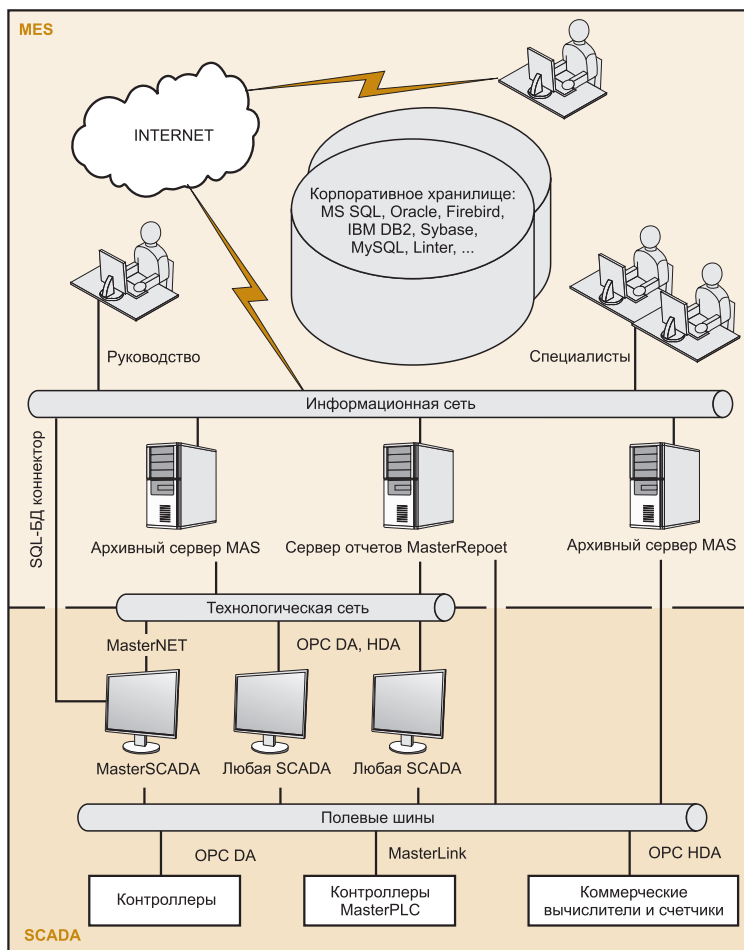 MES
INTERNET
Корпоративное хранилище:
MS SQL, Oracle, Firebird,
IBM DB2, Sybase,
MySQL, Linter, ...
Руководство
Специалисты
Информационная сеть
SQL-БД коннектор
Архивный сервер MAS
Сервер отчетов MasterRepoet
Архивный сервер MAS
Технологическая сеть
MasterNET
OPC DA, HDA
MasterSCADA
Любая SCADA
Любая SCADA
Полевые шины
OPC DA
MasterLink
OPC HDA
Контроллеры
Контроллеры
MasterPLC
Коммерческие
вычислители и счетчики
SCADA